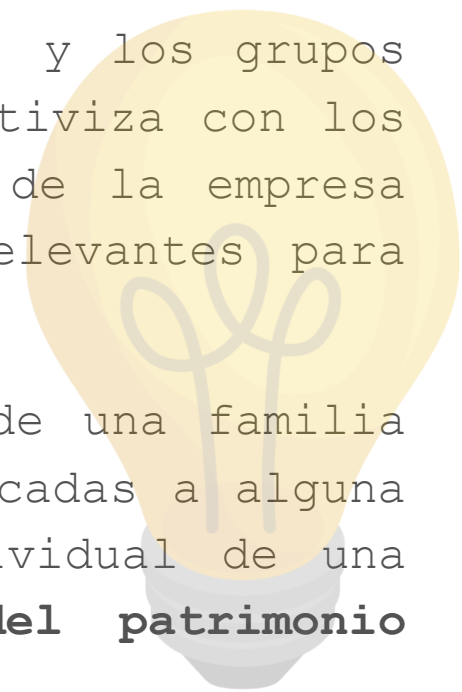 y los grupos
tiviza con los
de la empresa
elevantes para
de una familia
cadas a alguna
vidual de una
del patrimonio